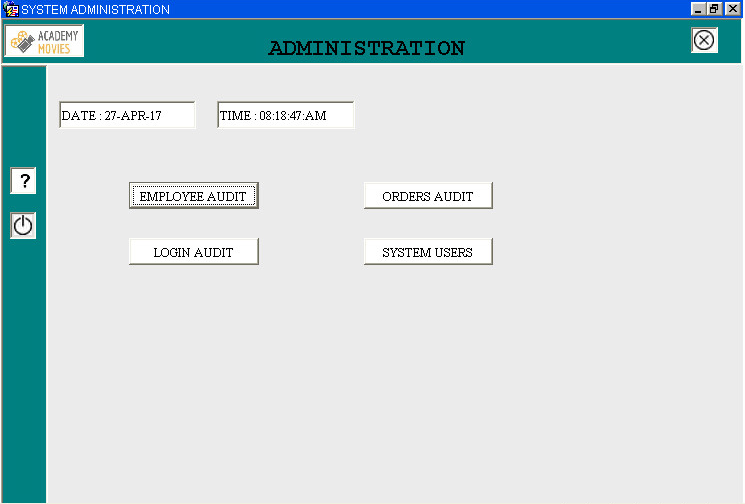 SYSTEM ADMINISTRATION
ACADEMY
MOVIES
ADMINISTRATION
DATE : 27-APR-17
TIME : 08:18:47:AM
?
EMPLOYEE AUDIT
ORDERS AUDIT
LOGIN AUDIT
SYSTEM USERS